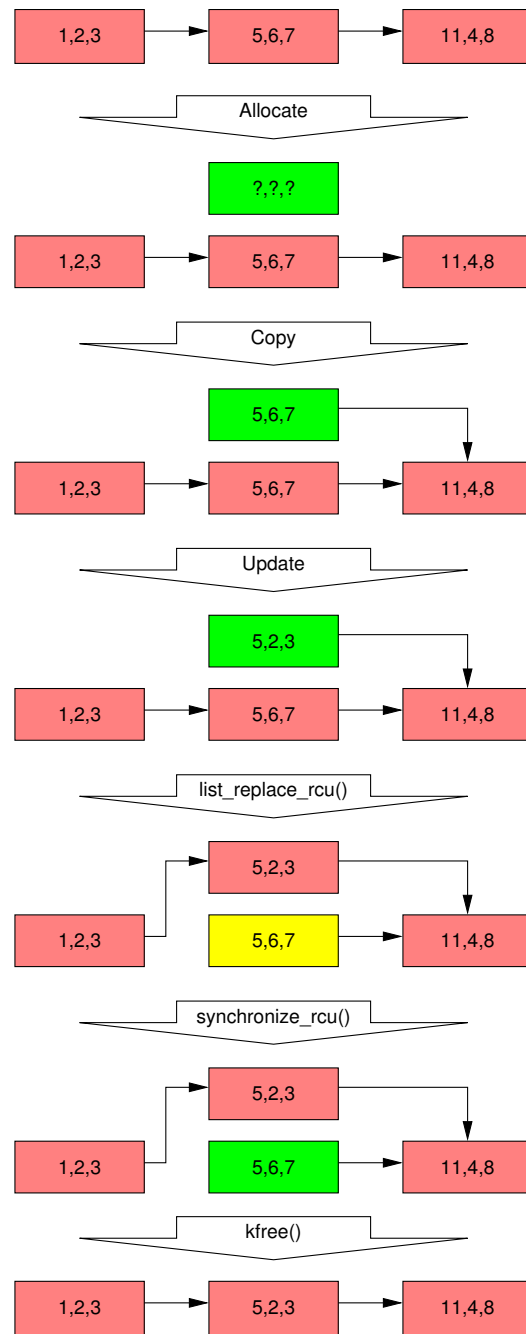 1,2,3 5,6,7 11,4,8
Allocate
?,?,?
1,2,3 5,6,7 11,4,8
Copy
5,6,7
1,2,3 5,6,7 11,4,8
Update
5,2,3
1,2,3 5,6,7 11,4,8
list_replace_rcu()
5,2,3
1,2,3 5,6,7 11,4,8
synchronize_rcu()
5,2,3
1,2,3 5,6,7 11,4,8
kfree()
1,2,3 5,2,3 11,4,8